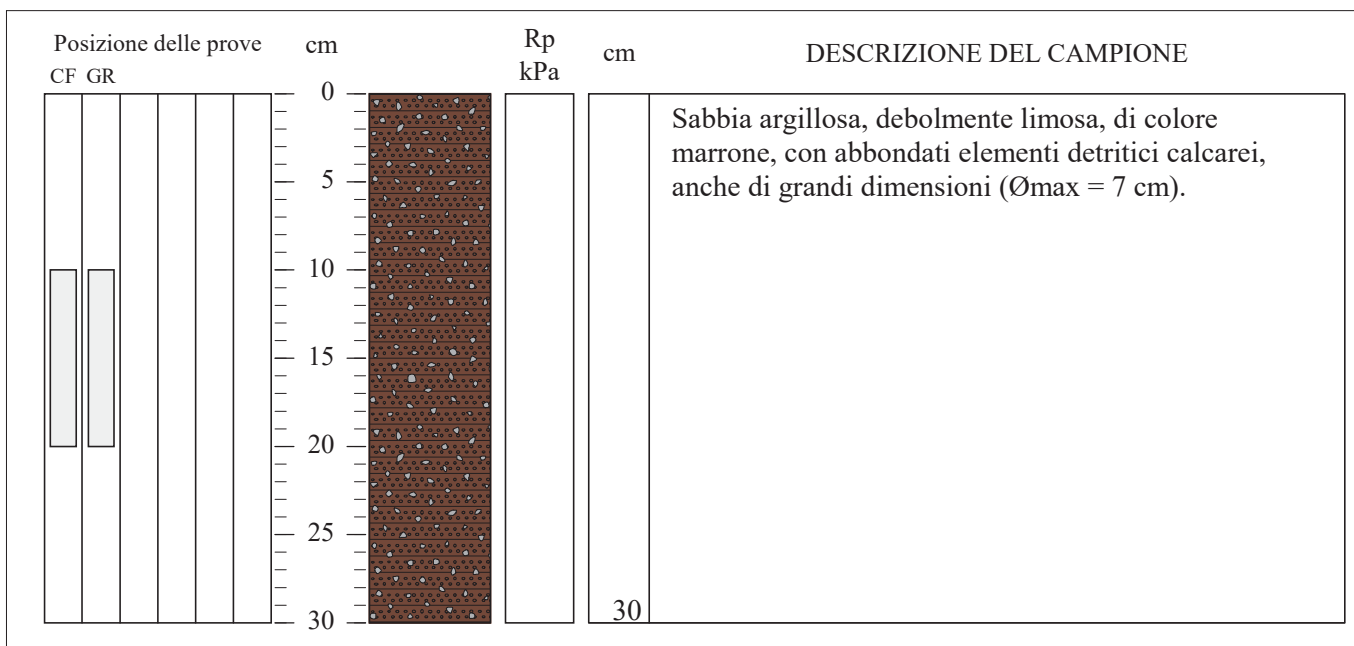 Posizione delle prove
CF GR
cm
Rp
kPa
cm
DESCRIZIONE DEL CAMPIONE
0
5
10
15
20
25
30
30
Sabbia argillosa, debolmente limosa, di colore
marrone, con abbondati elementi detritici calcarei,
anche di grandi dimensioni (Ømax = 7 cm).